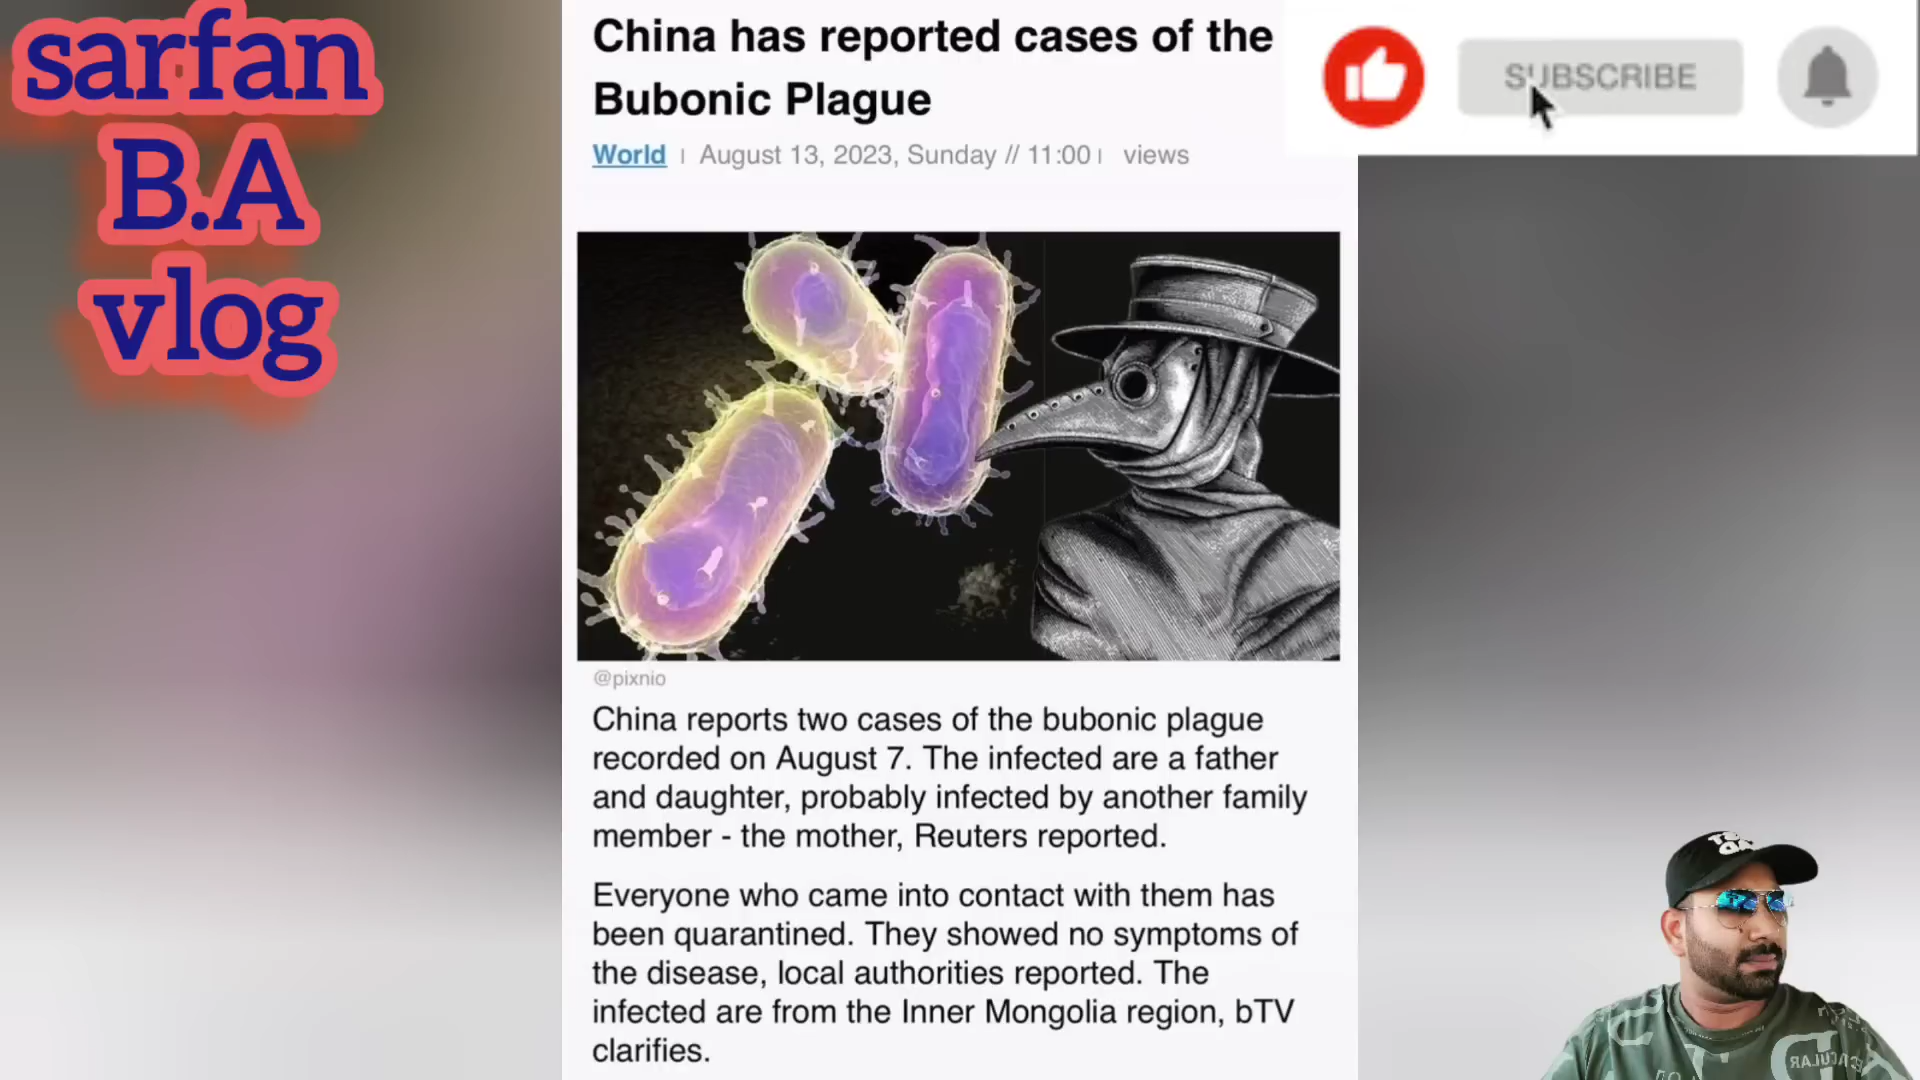 sarfan
B.A
vlog
China has reported cases of the
Bubonic Plague
World | August 13, 2023, Sunday // 11:00 | views
SUBSCRIBE
@pixnio
China reports two cases of the bubonic plague
recorded on August 7. The infected are a father
and daughter, probably infected by another family
member - the mother, Reuters reported.
Everyone who came into contact with them has
been quarantined. They showed no symptoms of
the disease, local authorities reported. The
infected are from the Inner Mongolia region, bTV
clarifies.